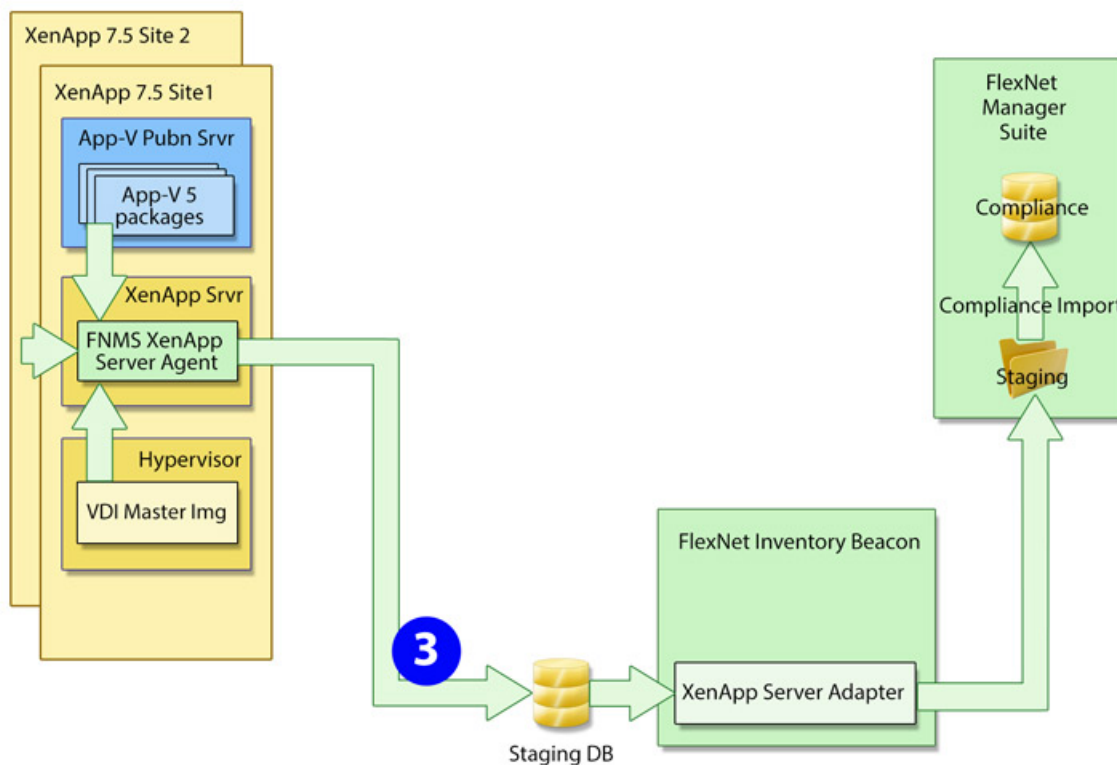 XenApp 7.5 Site 2
XenApp 7.5 Site1
App-V Pubn Srvr
App-V 5
packages
XenApp Srvr
FNMS XenApp
Server Agent
Hypervisor
VDI Master Img
3
Staging DB
FlexNet Inventory Beacon
XenApp Server Adapter
FlexNet
Manager
Suite
Compliance
Compliance Import
Staging